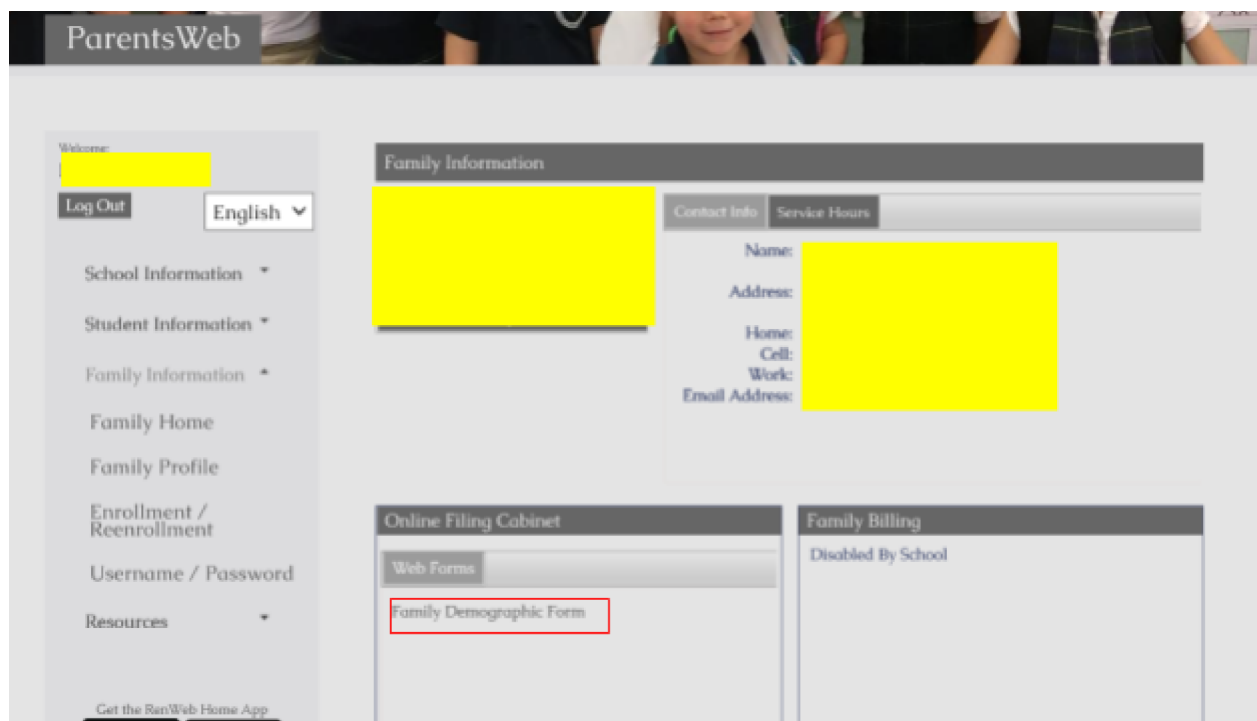 ParentsWeb
Welcome:
Log Out
English
School Information
Student Information
Family Information
Family Home
Family Profile
Enrollment /
Reenrollment
Username / Password
Resources
Get the RenWeb Home App
Family Information
Contact Info
Service Hours
Name:
Address:
Home:
Cell:
Work:
Email Address:
Online Filing Cabinet
Web Forms
Family Demographic Form
Family Billing
Disabled By School